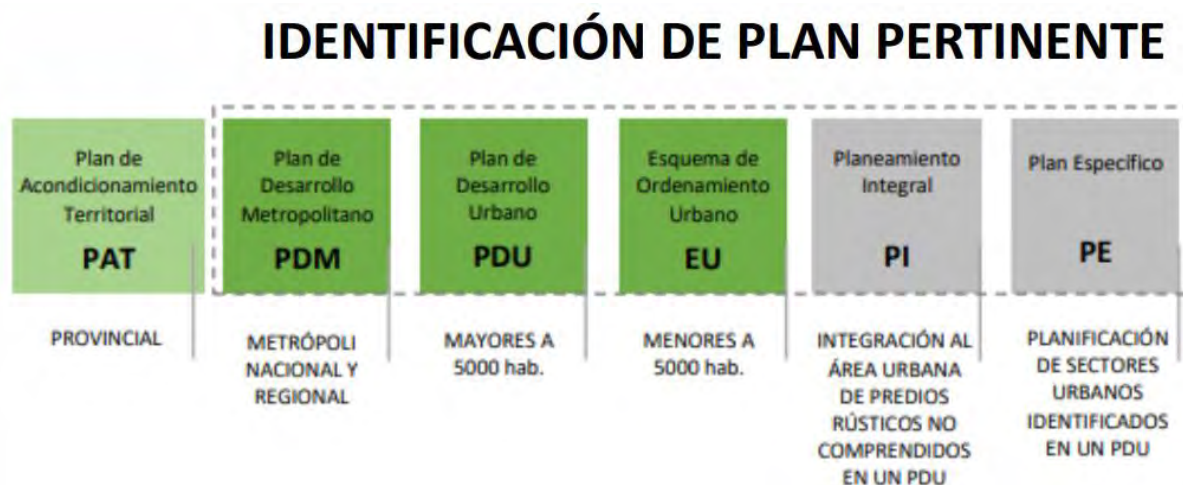 IDENTIFICACIÓN DE PLAN PERTINENTE
Plan de
Acondicionamiento
Territorial
PAT
PROVINCIAL
Plan de
Desarrollo
Metropolitano
PDM
METRÓPOLI
NACIONAL Y
REGIONAL
Plan de
Desarrollo
Urbano
PDU
MAYORES A
5000 hab.
Esquema de
Ordenamiento
Urbano
EU
MENORES A
5000 hab.
Planeamiento
Integral
PI
INTEGRACIÓN AL
ÁREA URBANA
DE PREDIOS
RÚSTICOS NO
COMPRENDIDOS
EN UN PDU
Plan Específico
PE
PLANIFICACIÓN
DE SECTORES
URBANOS
IDENTIFICADOS
EN UN PDU